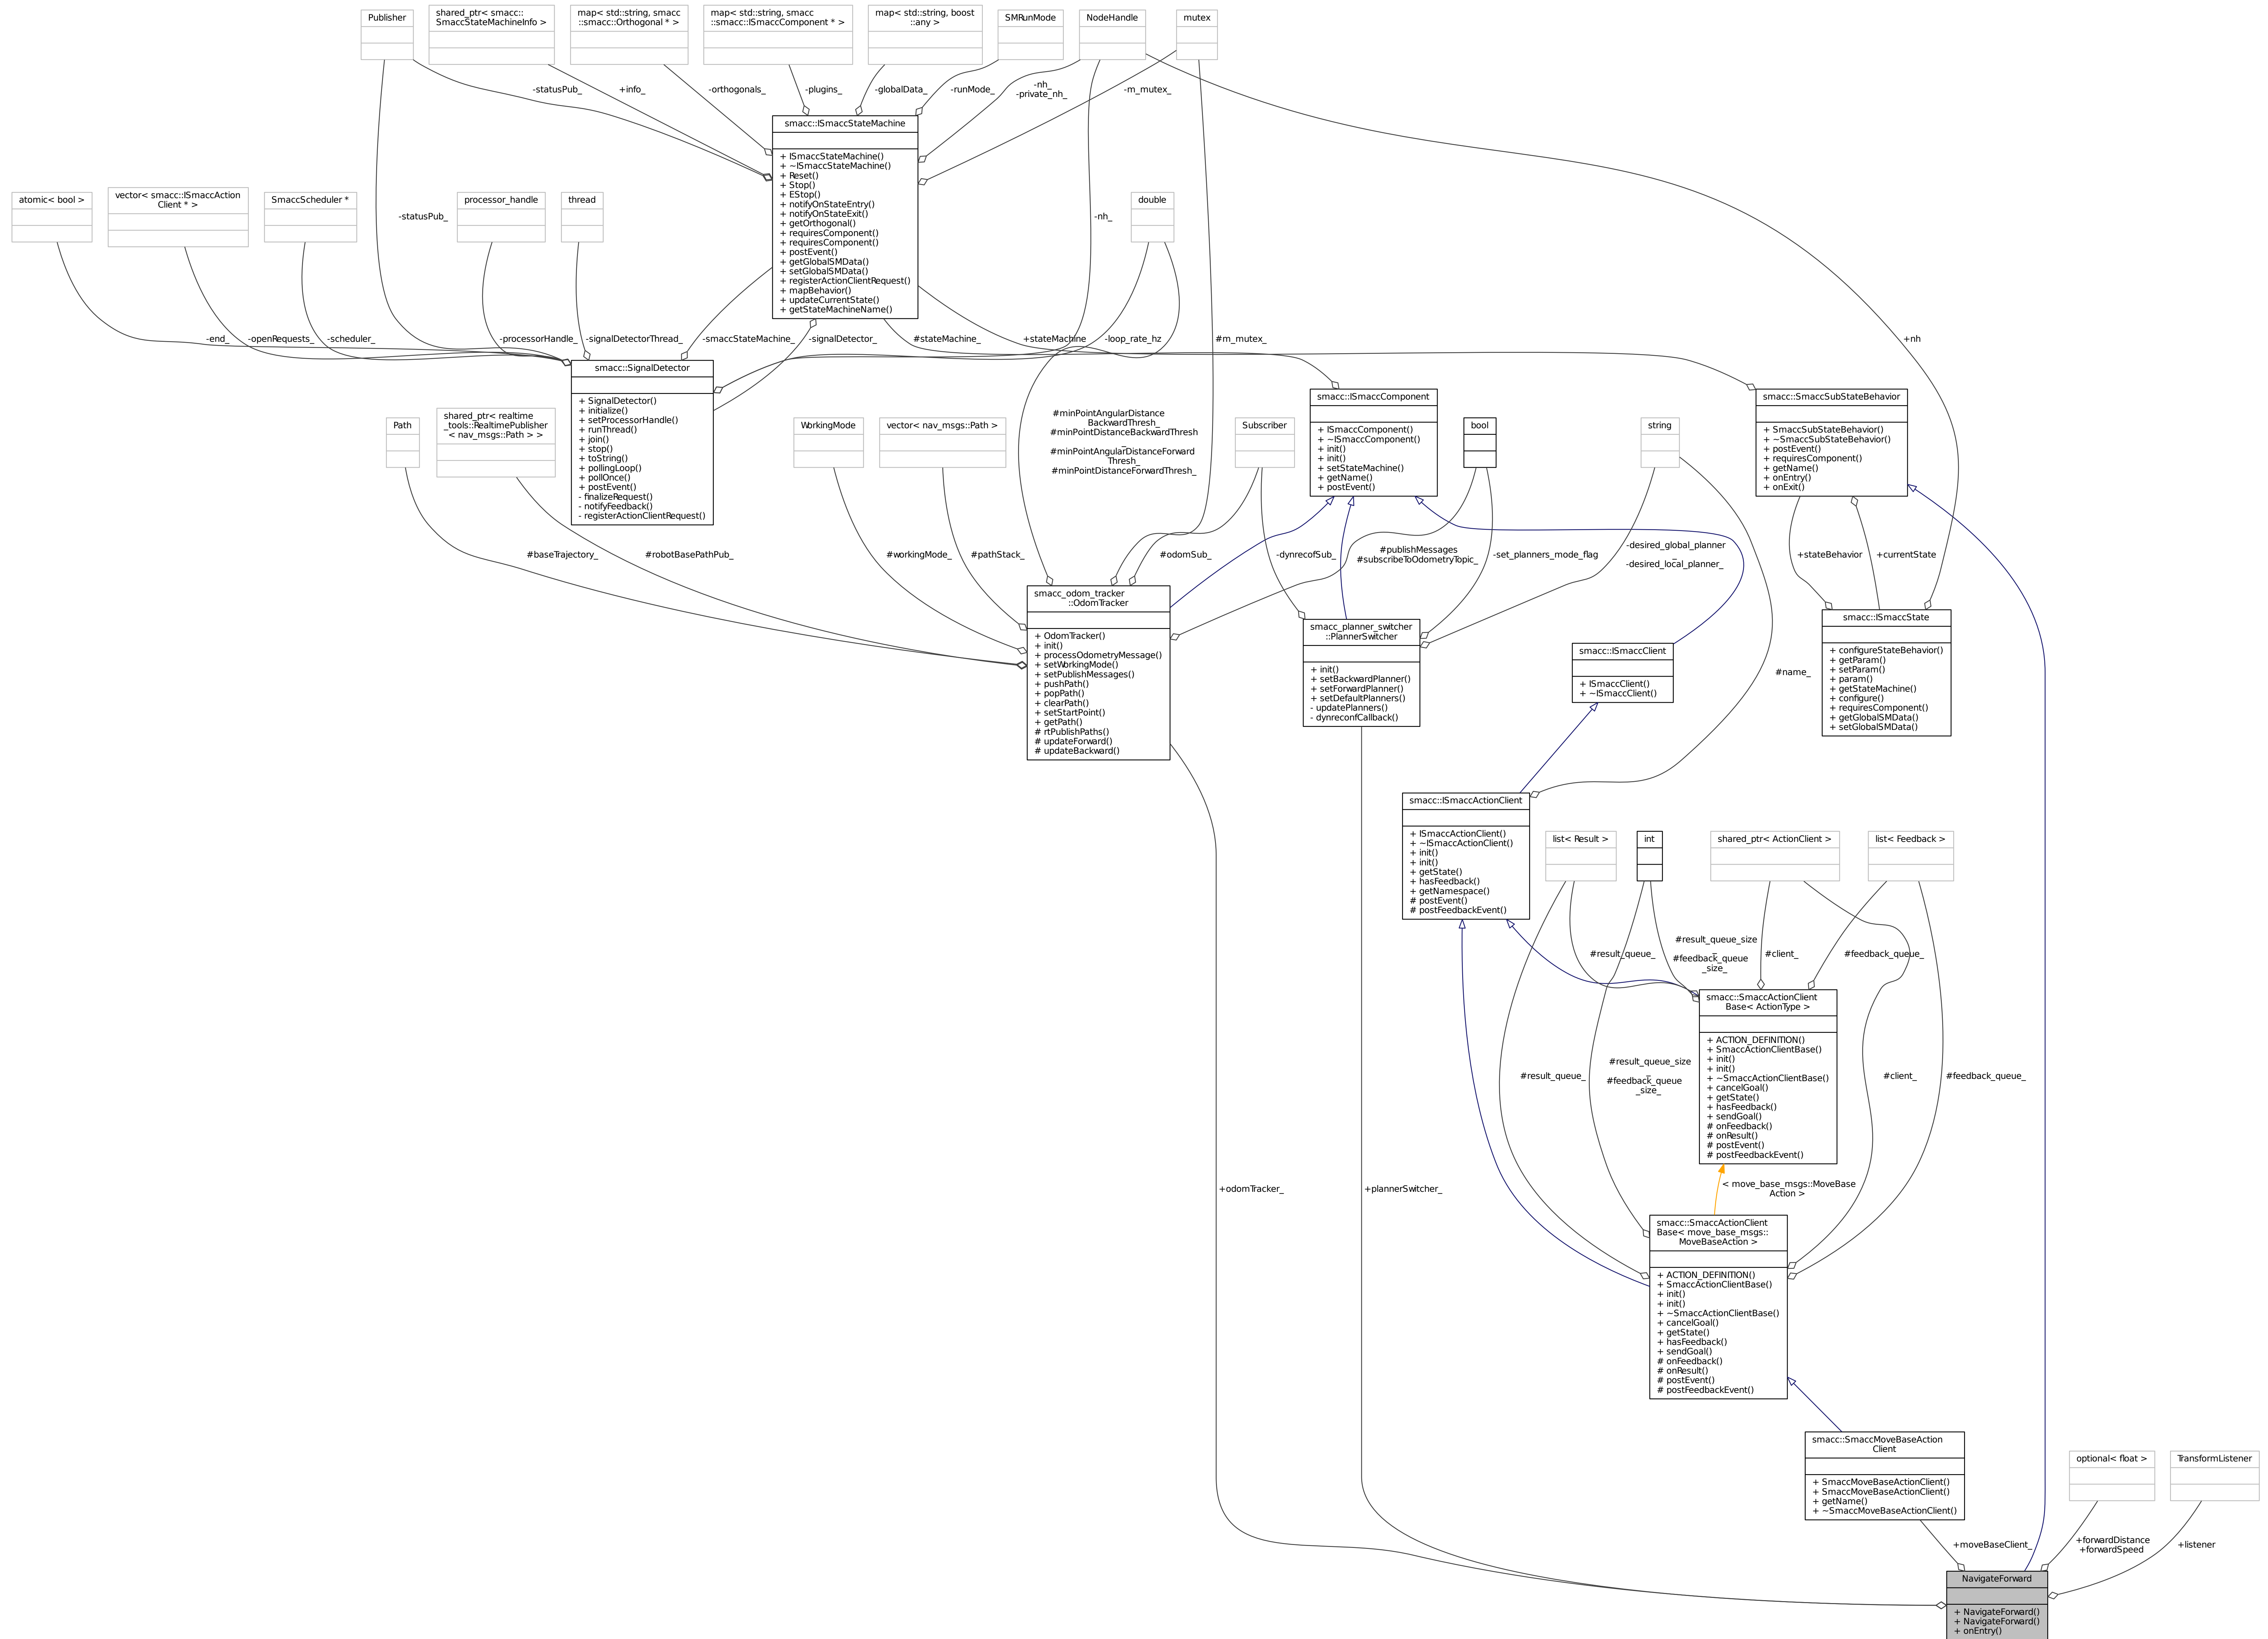 Publisher
shared_ptr< smacc::
SmaccStateMachineInfo >
map< std::string, smacc
::smacc::Orthogonal * >
map< std::string, smacc
::smacc::ISmaccComponent * >
map< std::string, boost
::any >
SMRunMode
NodeHandle
mutex
-statusPub_
+info_
-orthogonals_
-plugins_
-globalData_
-runMode_
-nh_
-private_nh_
-m_mutex_
smacc::ISmaccStateMachine
+ ISmaccStateMachine()
+ ~ISmaccStateMachine()
+ Reset()
+ Stop()
+ EStop()
+ notifyOnStateEntry()
+ notifyOnStateExit()
+ getOrthogonal()
+ requiresComponent()
+ requiresComponent()
+ postEvent()
+ getGlobalSMData()
+ setGlobalSMData()
+ registerActionClientRequest()
+ mapBehavior()
+ updateCurrentState()
+ getStateMachineName()
atomic< bool >
vector< smacc::ISmaccAction
Client * >
SmaccScheduler *
processor_handle
thread
double
-statusPub_
-nh_
-end_
-openRequests_
-scheduler_
-processorHandle_
-signalDetectorThread_
-smaccStateMachine_
-signalDetector_
#stateMachine_
+stateMachine
-loop_rate_hz
#m_mutex_
+nh
smacc::SignalDetector
+ SignalDetector()
+ initialize()
+ setProcessorHandle()
+ runThread()
+ join()
+ stop()
+ toString()
+ pollingLoop()
+ pollOnce()
+ postEvent()
- finalizeRequest()
- notifyFeedback()
- registerActionClientRequest()
smacc::ISmaccComponent
+ ISmaccComponent()
+ ~ISmaccComponent()
+ init()
+ init()
+ setStateMachine()
+ getName()
+ postEvent()
smacc::SmaccSubStateBehavior
+ SmaccSubStateBehavior()
+ ~SmaccSubStateBehavior()
+ postEvent()
+ requiresComponent()
+ getName()
+ onEntry()
+ onExit()
Path
shared_ptr< realtime
_tools::RealtimePublisher
< nav_msgs::Path > >
WorkingMode
vector< nav_msgs::Path >
#minPointAngularDistance
BackwardThresh_
#minPointDistanceBackwardThresh
_
#minPointAngularDistanceForward
Thresh_
#minPointDistanceForwardThresh_
Subscriber
bool
string
#baseTrajectory_
#robotBasePathPub_
#workingMode_
#pathStack_
#odomSub_
-dynrecofSub_
#publishMessages
#subscribeToOdometryTopic_
-set_planners_mode_flag
-desired_global_planner
_
-desired_local_planner_
+stateBehavior
+currentState
smacc_odom_tracker
::OdomTracker
+ OdomTracker()
+ init()
+ processOdometryMessage()
+ setWorkingMode()
+ setPublishMessages()
+ pushPath()
+ popPath()
+ clearPath()
+ setStartPoint()
+ getPath()
# rtPublishPaths()
# updateForward()
# updateBackward()
smacc_planner_switcher
::PlannerSwitcher
+ init()
+ setBackwardPlanner()
+ setForwardPlanner()
+ setDefaultPlanners()
- updatePlanners()
- dynreconfCallback()
smacc::ISmaccClient
+ ISmaccClient()
+ ~ISmaccClient()
#name_
smacc::ISmaccState
+ configureStateBehavior()
+ getParam()
+ setParam()
+ param()
+ getStateMachine()
+ configure()
+ requiresComponent()
+ getGlobalSMData()
+ setGlobalSMData()
smacc::ISmaccActionClient
+ ISmaccActionClient()
+ ~ISmaccActionClient()
+ init()
+ init()
+ getState()
+ hasFeedback()
+ getNamespace()
# postEvent()
# postFeedbackEvent()
list< Result >
int
shared_ptr< ActionClient >
list< Feedback >
#result_queue_
#result_queue_size
_
#feedback_queue
_size_
#client_
#feedback_queue_
smacc::SmaccActionClient
Base< ActionType >
+ ACTION_DEFINITION()
+ SmaccActionClientBase()
+ init()
+ init()
+ ~SmaccActionClientBase()
+ cancelGoal()
+ getState()
+ hasFeedback()
+ sendGoal()
# onFeedback()
# onResult()
# postEvent()
# postFeedbackEvent()
#result_queue_
#result_queue_size
_
#feedback_queue
_size_
#client_
#feedback_queue_
+odomTracker_
+plannerSwitcher_
< move_base_msgs::MoveBase
Action >
smacc::SmaccActionClient
Base< move_base_msgs::
MoveBaseAction >
+ ACTION_DEFINITION()
+ SmaccActionClientBase()
+ init()
+ init()
+ ~SmaccActionClientBase()
+ cancelGoal()
+ getState()
+ hasFeedback()
+ sendGoal()
# onFeedback()
# onResult()
# postEvent()
# postFeedbackEvent()
smacc::SmaccMoveBaseAction
Client
+ SmaccMoveBaseActionClient()
+ SmaccMoveBaseActionClient()
+ getName()
+ ~SmaccMoveBaseActionClient()
optional< float >
TransformListener
+moveBaseClient_
+forwardDistance
+forwardSpeed
+listener
NavigateForward
+ NavigateForward()
+ NavigateForward()
+ onEntry()